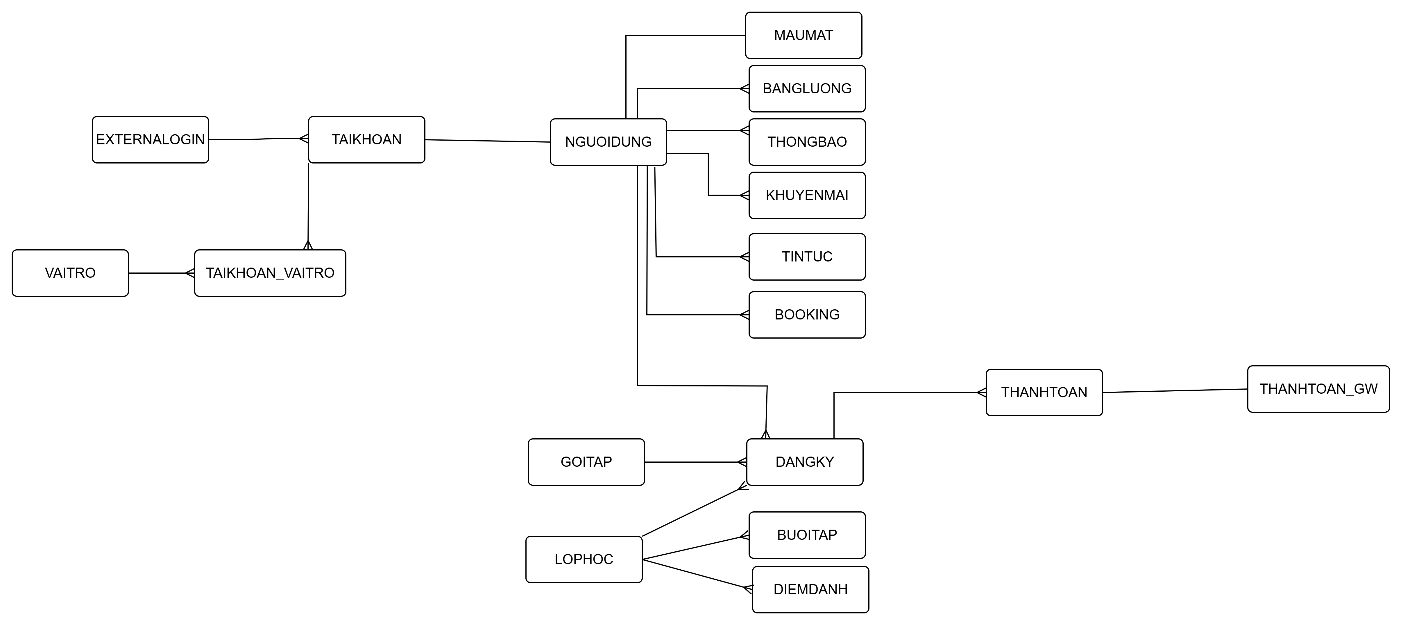 MAUMAT
BANGLUONG
EXTERNALOGIN
TAIKHOAN
NGUOIDUNG
THONGBAO
KHUYENMAI
VAITRO
TAIKHOAN_VAITRO
TINTUC
BOOKING
THANHTOAN
THANHTOAN_GW
GOITAP
DANGKY
BUOITAP
LOPHOC
DIEMDANH